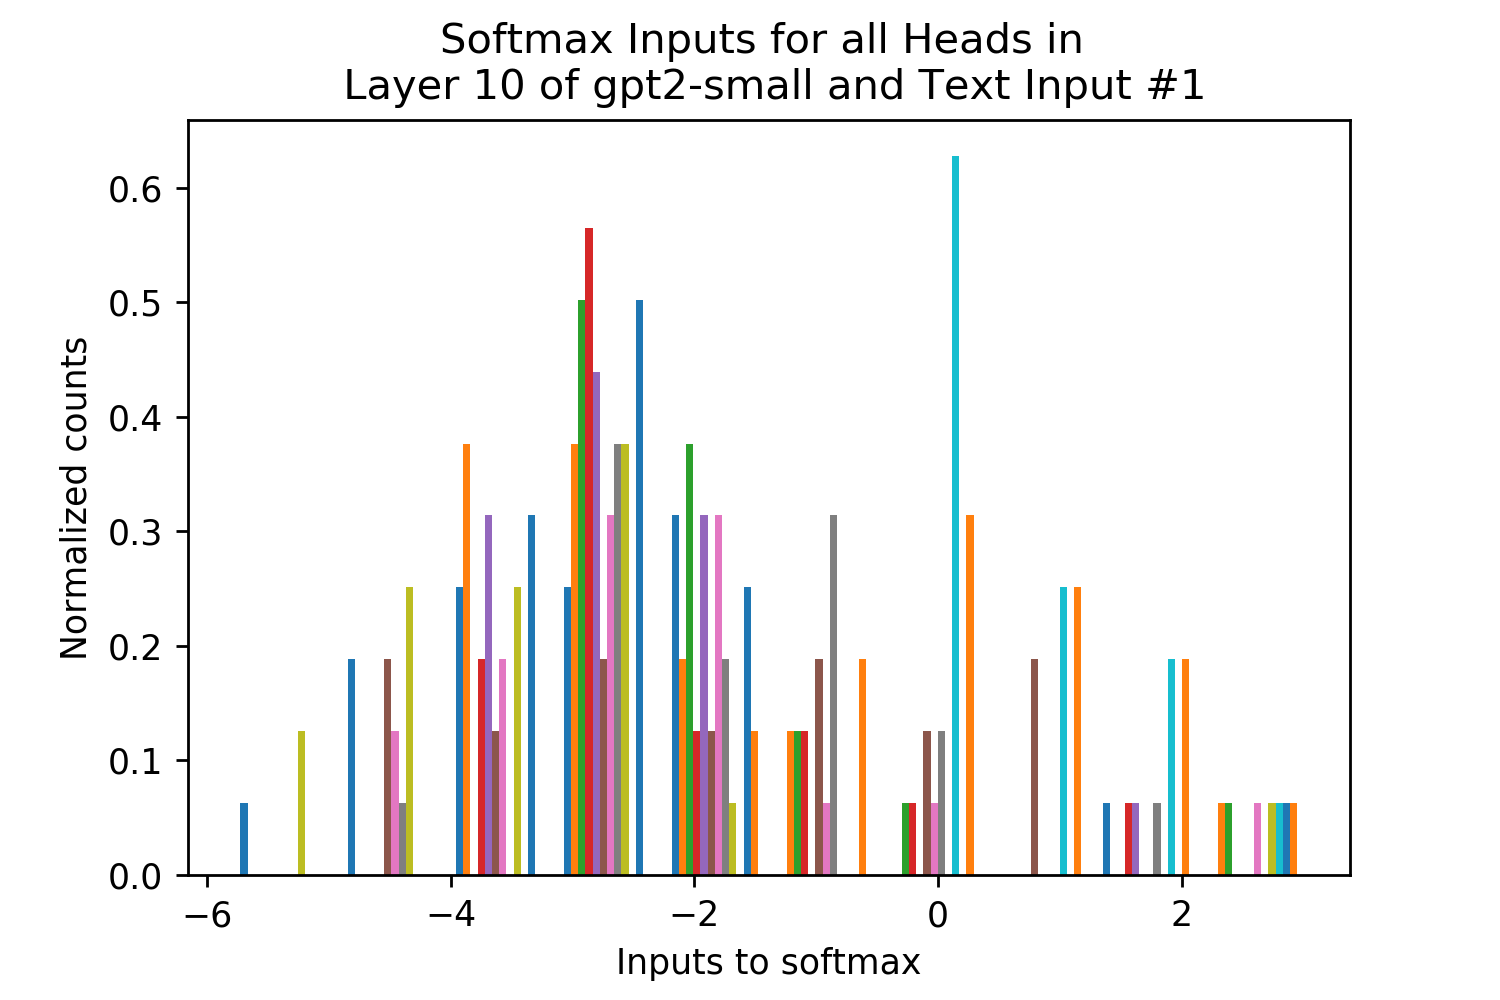 Softmax Inputs for all Heads in
Layer 10 of gpt2-small and Text Input #1
0.6
0.5
0.4
0.3
0.2
0.1
0.0
Normalized counts
−6 −4 −2 0 2
Inputs to softmax